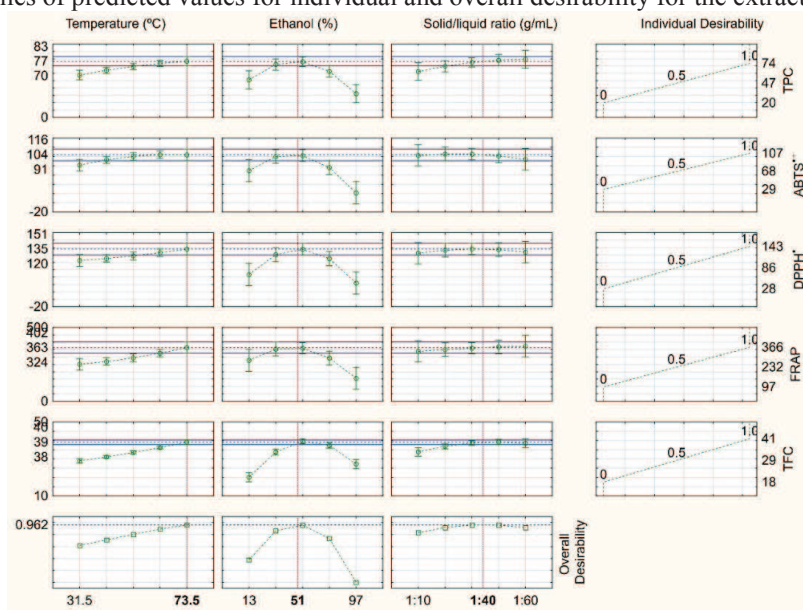 nes of predicted values for individual and overall desirability for the extract
Temperature (ºC) Ethanol (%) Solid/liquid ratio (g/mL) Individual Desirability
83
77
70
0
0 0.5 1.0
74
47
20
TPC
116
104
91
-20
0 0.5 1.0
107
68
29
ABTS•+
151
135
120
-20
0 0.5 1.0
143
86
28
DPPH•
500
402
363
324
0
0 0.5 1.0
366
232
97
FRAP
50
39
38
10
0 0.5 1.0
41
29
18
TFC
0.962
Overall
Desirability
31.5 73.5 13 51 97 1:10 1:40 1:60